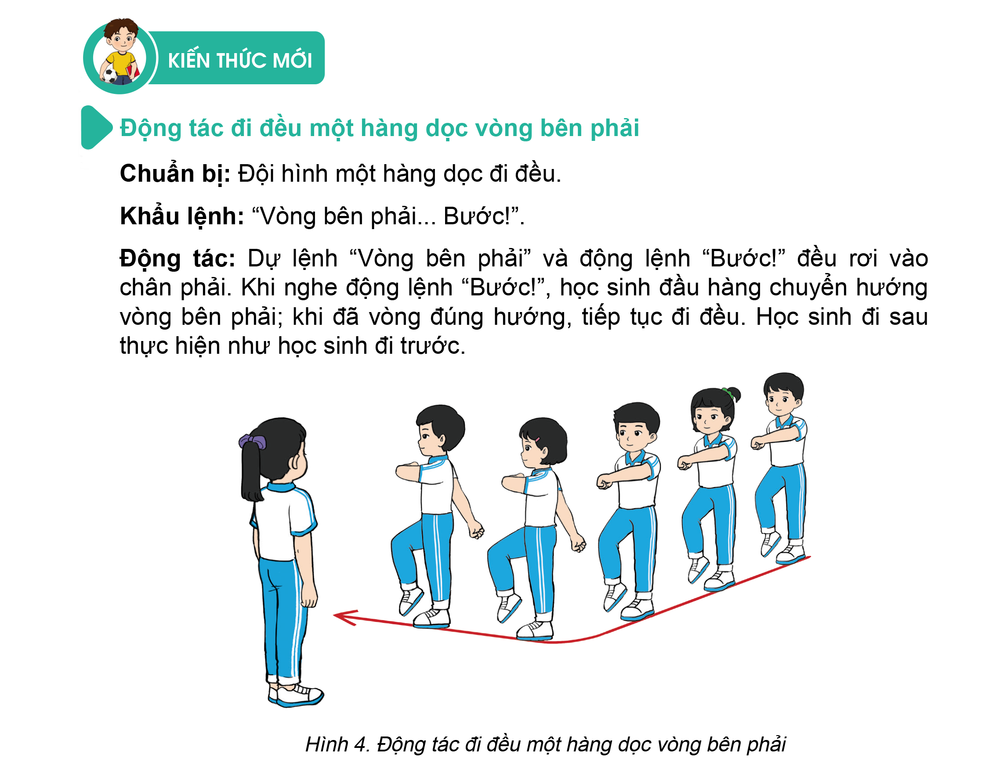 KIẾN THỨC MỚI
Động tác đi đều một hàng dọc vòng bên phải
Chuẩn bị: Đội hình một hàng dọc đi đều.
Khẩu lệnh: “Vòng bên phải... Bước!”.
Động tác: Dự lệnh “Vòng bên phải” và động lệnh “Bước!” đều rơi vào
chân phải. Khi nghe động lệnh “Bước!”, học sinh đầu hàng chuyển hướng
vòng bên phải; khi đã vòng đúng hướng, tiếp tục đi đều. Học sinh đi sau
thực hiện như học sinh đi trước.
Hình 4. Động tác đi đều một hàng dọc vòng bên phải